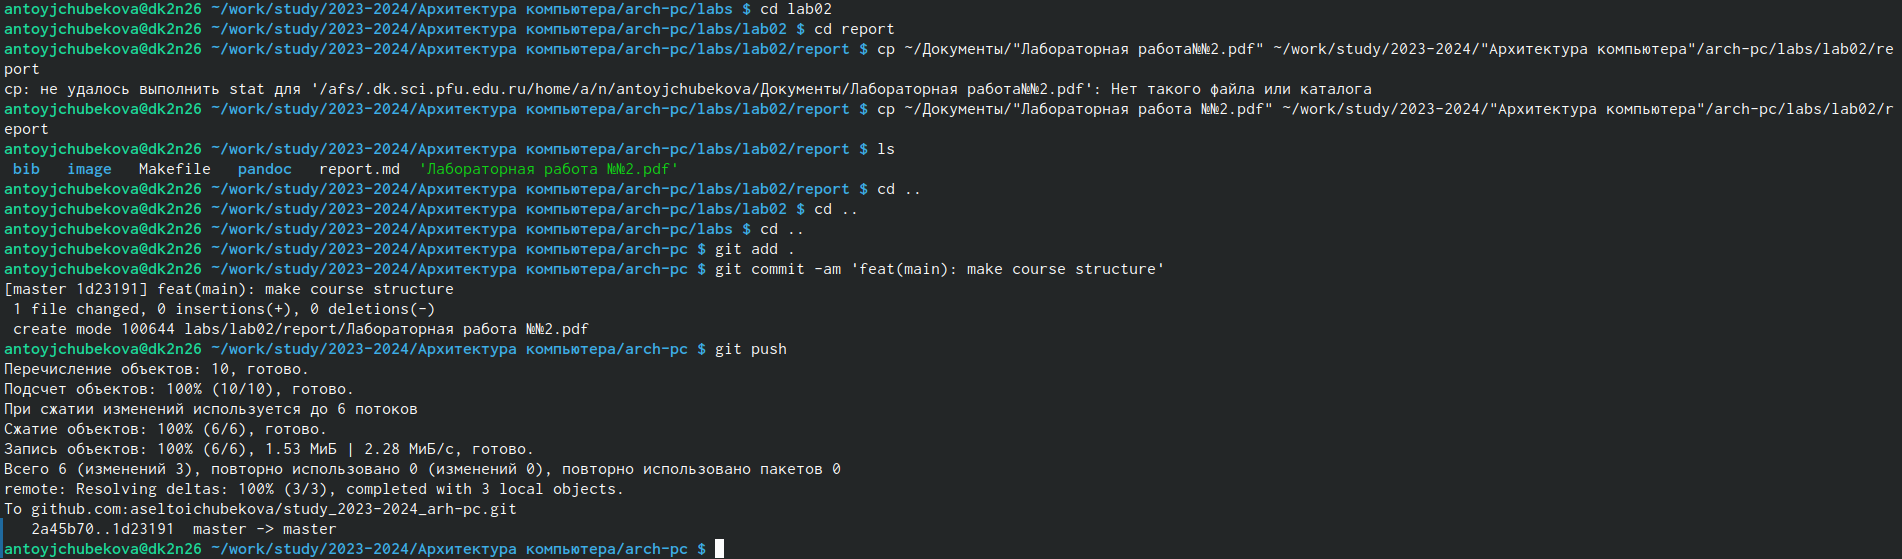 antoyjchubekova@dk2n26 ~/work/study/2023-2024/Архитектура компьютера/arch-pc/labs $ cd lab02
antoyjchubekova@dk2n26 ~/work/study/2023-2024/Архитектура компьютера/arch-pc/labs/lab02 $ cd report
antoyjchubekova@dk2n26 ~/work/study/2023-2024/Архитектура компьютера/arch-pc/labs/lab02/report $ cp ~/Документы/"Лабораторная работа№№2.pdf" ~/work/study/2023-2024/"Архитектура компьютера"/arch-pc/labs/lab02/re
port
cp: не удалось выполнить stat для '/afs/.dk.sci.pfu.edu.ru/home/a/n/antoyjchubekova/Документы/Лабораторная работа№№2.pdf': Нет такого файла или каталога
antoyjchubekova@dk2n26 ~/work/study/2023-2024/Архитектура компьютера/arch-pc/labs/lab02/report $ cp ~/Документы/"Лабораторная работа №№2.pdf" ~/work/study/2023-2024/"Архитектура компьютера"/arch-pc/labs/lab02/r
eport
antoyjchubekova@dk2n26 ~/work/study/2023-2024/Архитектура компьютера/arch-pc/labs/lab02/report $ ls
bib image Makefile pandoc report.md 'Лабораторная работа №№2.pdf'
antoyjchubekova@dk2n26 ~/work/study/2023-2024/Архитектура компьютера/arch-pc/labs/lab02/report $ cd ..
antoyjchubekova@dk2n26 ~/work/study/2023-2024/Архитектура компьютера/arch-pc/labs/lab02 $ cd ..
antoyjchubekova@dk2n26 ~/work/study/2023-2024/Архитектура компьютера/arch-pc/labs $ cd ..
antoyjchubekova@dk2n26 ~/work/study/2023-2024/Архитектура компьютера/arch-pc $ git add .
antoyjchubekova@dk2n26 ~/work/study/2023-2024/Архитектура компьютера/arch-pc $ git commit -am 'feat(main): make course structure'
[master 1d23191] feat(main): make course structure
1 file changed, 0 insertions(+), 0 deletions(-)
create mode 100644 labs/lab02/report/Лабораторная работа №№2.pdf
antoyjchubekova@dk2n26 ~/work/study/2023-2024/Архитектура компьютера/arch-pc $ git push
Перечисление объектов: 10, готово.
Подсчет объектов: 100% (10/10), готово.
При сжатии изменений используется до 6 потоков
Сжатие объектов: 100% (6/6), готово.
Запись объектов: 100% (6/6), 1.53 МиБ | 2.28 МиБ/с, готово.
Всего 6 (изменений 3), повторно использовано 0 (изменений 0), повторно использовано пакетов 0
remote: Resolving deltas: 100% (3/3), completed with 3 local objects.
To github.com:aseltoichubekova/study_2023-2024_arh-pc.git
2a45b70..1d23191 master -> master
antoyjchubekova@dk2n26 ~/work/study/2023-2024/Архитектура компьютера/arch-pc $